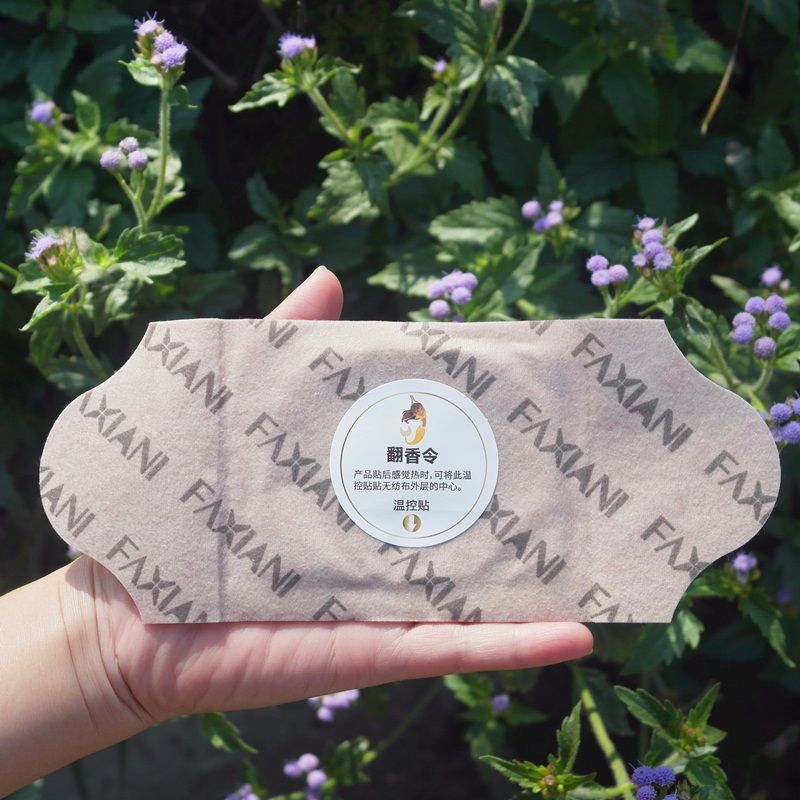 FAXIANI
翻香令
产品贴后感觉热时，可将此温
控贴贴无纺布外层的中心。
温控贴